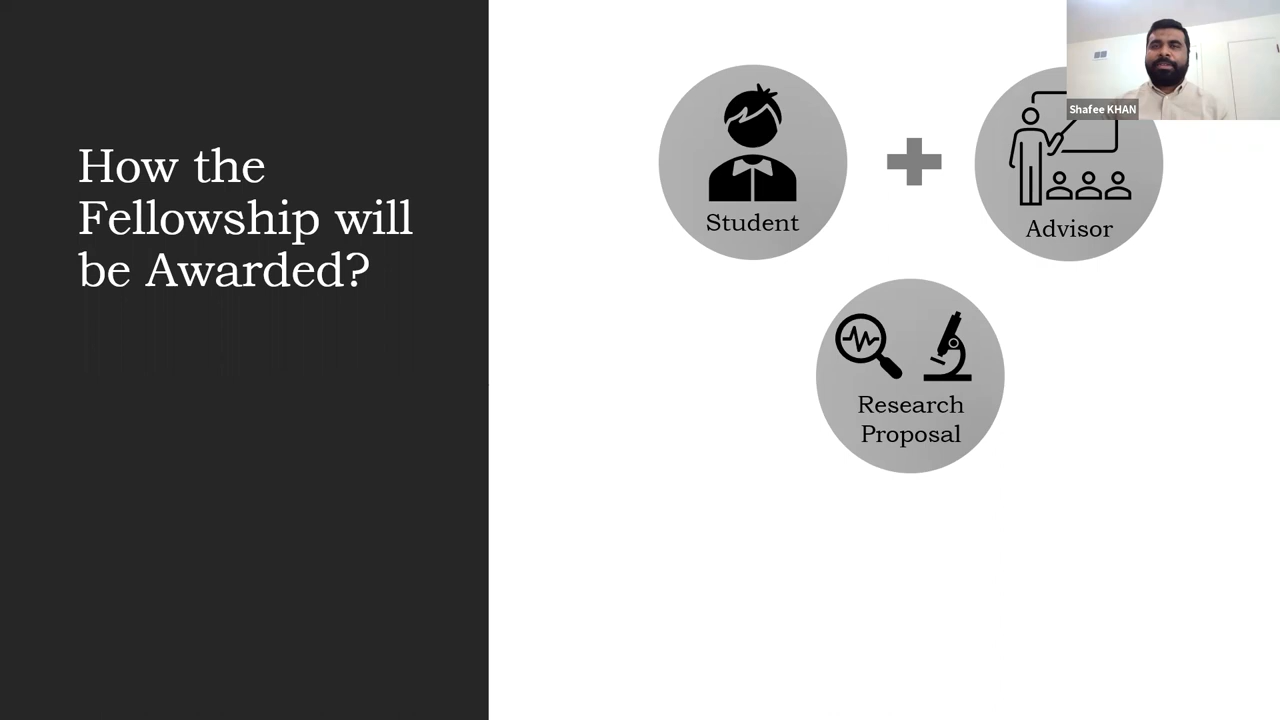 How the
Fellowship will
be Awarded?
Student
Advisor
Research
Proposal
Shafee KHAN